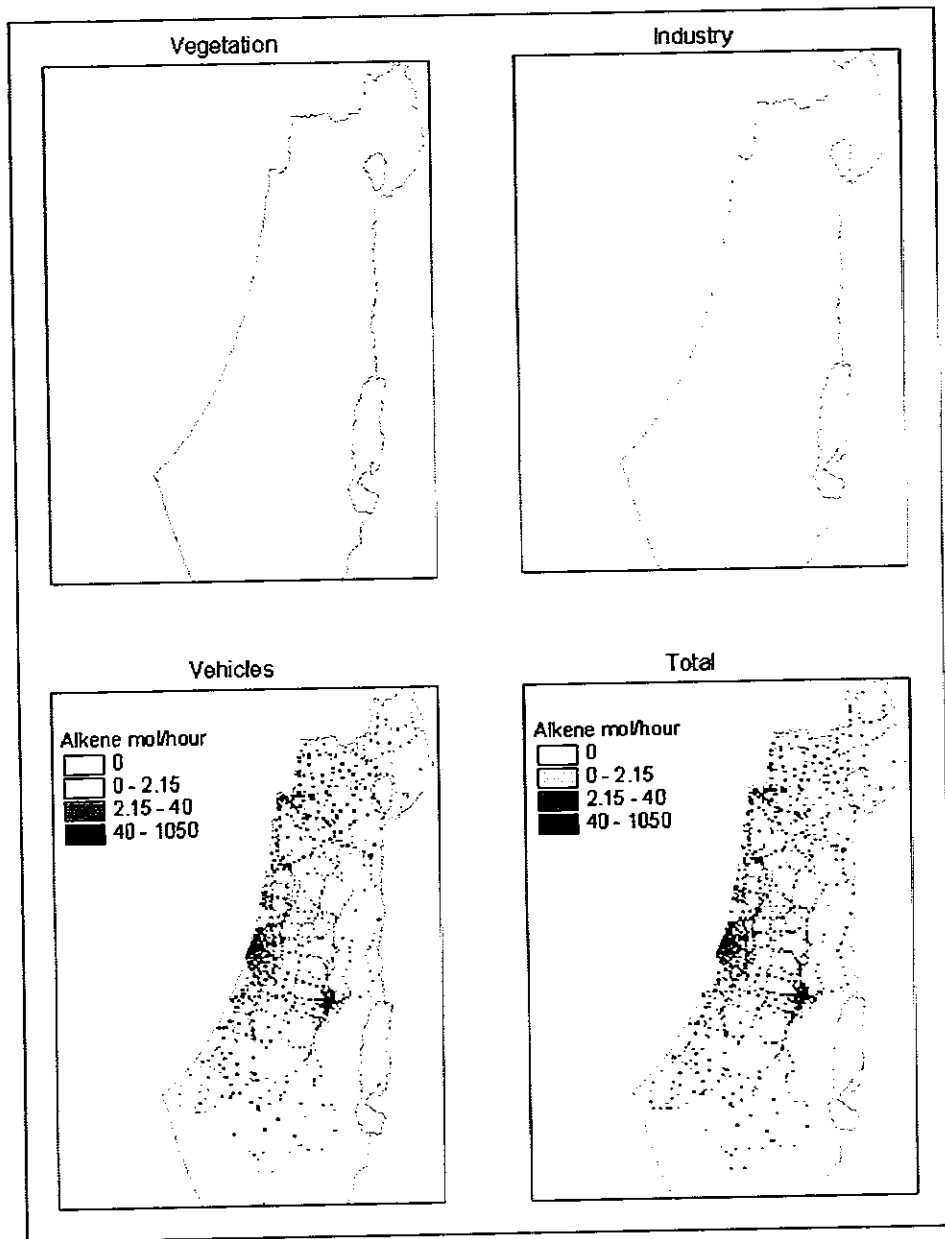 Vegetation
Industry
Vehicles
Alkene mol/hour
0
0 - 2.15
2.15 - 40
40 - 1050
Total
Alkene mol/hour
0
0 - 2.15
2.15 - 40
40 - 1050